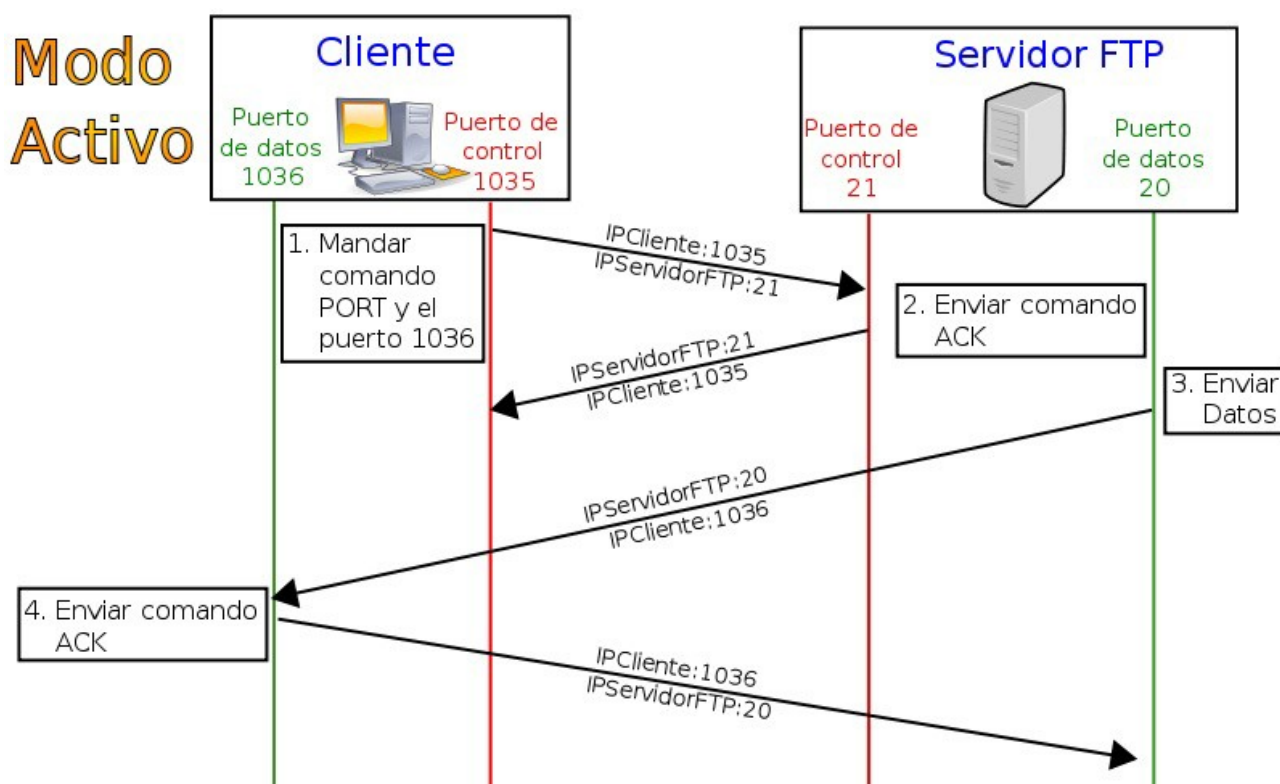 Modo
Activo
Cliente
Puerto
de datos
1036
Puerto de
control
1035
Servidor FTP
Puerto de
control
21
Puerto
de datos
20
1. Mandar
comando
PORT y el
puerto 1036
IPCliente:1035
IPServidorFTP:21
2. Enviar comando
ACK
IPServidorFTP:21
IPCliente:1035
3. Enviar
Datos
IPServidorFTP:20
IPCliente:1036
4. Enviar comando
ACK
IPCliente:1036
IPServidorFTP:20